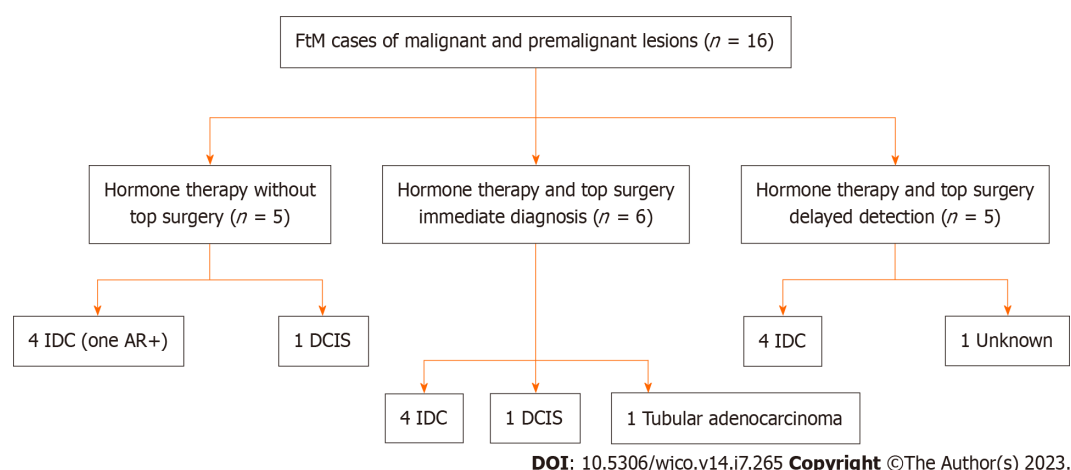 FtM cases of malignant and premalignant lesions (n = 16)
Hormone therapy without
top surgery (n = 5)
Hormone therapy and top surgery
immediate diagnosis (n = 6)
Hormone therapy and top surgery
delayed detection (n = 5)
4 IDC (one AR+)
1 DCIS
4 IDC
1 Unknown
4 IDC
1 DCIS
1 Tubular adenocarcinoma
DOI: 10.5306/wjco.v14.i7.265 Copyright ©The Author(s) 2023.